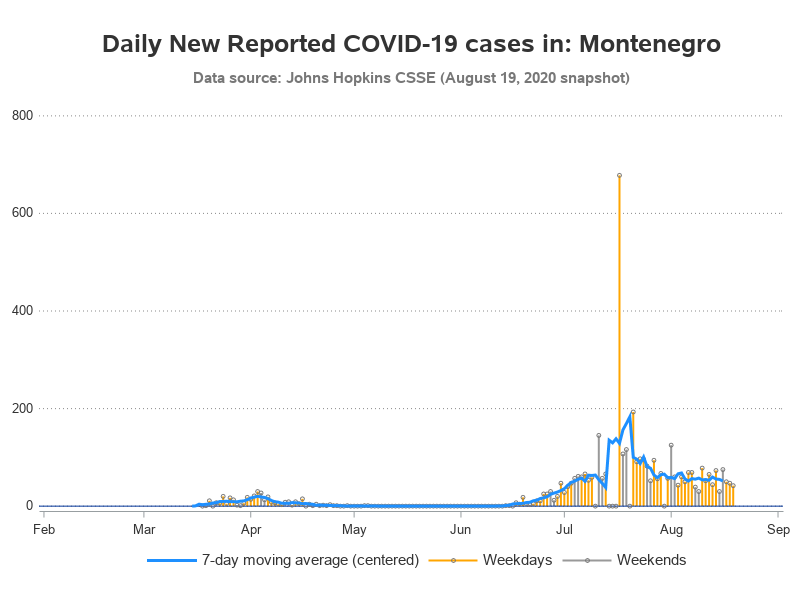 Daily New Reported COVID-19 cases in: Montenegro
Data source: Johns Hopkins CSSE (August 19, 2020 snapshot)
800
600
400
200
0
Feb Mar Apr May Jun Jul Aug Sep
7-day moving average (centered) Weekdays Weekends